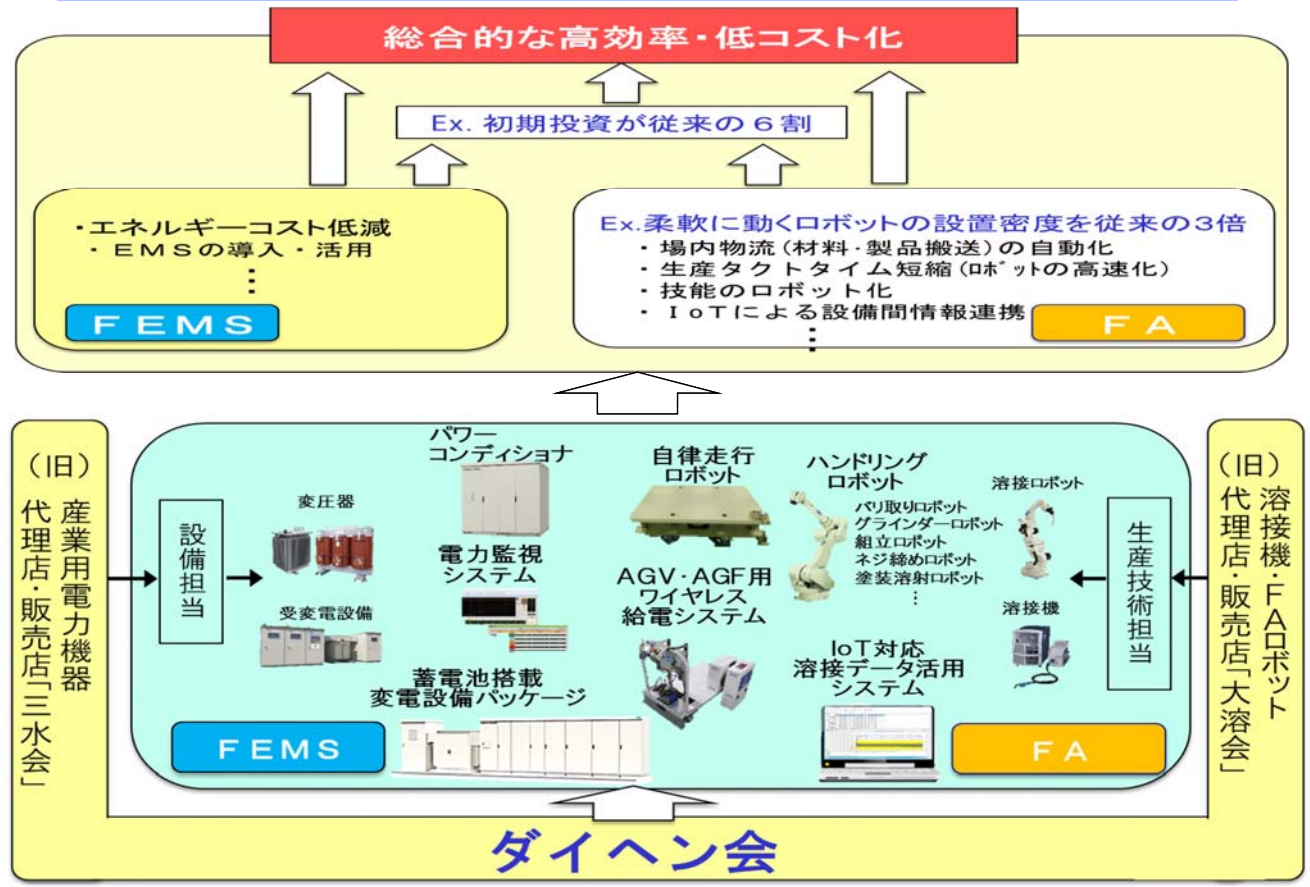 総合的な高効率・低コスト化
Ex. 初期投資が従来の6割
・エネルギーコスト低減
・EMSの導入・活用
⋮
FEMS
Ex.柔軟に動くロボットの設置密度を従来の3倍
・場内物流(材料・製品搬送)の自動化
・生産タクトタイム短縮(ロボットの高速化)
・技能のロボット化
・IoTによる設備間情報連携
⋮
FA
(旧)
産業用電力機器
代理店・販売店「三水会」
設備担当
変圧器
受変電設備
パワー
コンディショナ
電力監視
システム
蓄電池搭載
変電設備パッケージ
FEMS
自律走行
ロボット
AGV・AGF用
ワイヤレス
給電システム
ハンドリング
ロボット
バリ取りロボット
グラインダーロボット
組立ロボット
ネジ締めロボット
塗装溶射ロボット
⋮
IoT対応
溶接データ活用
システム
溶接ロボット
溶接機
FA
生産技術担当
(旧)
溶接機・FAロボット
代理店・販売店「大溶会」
ダイヘン会